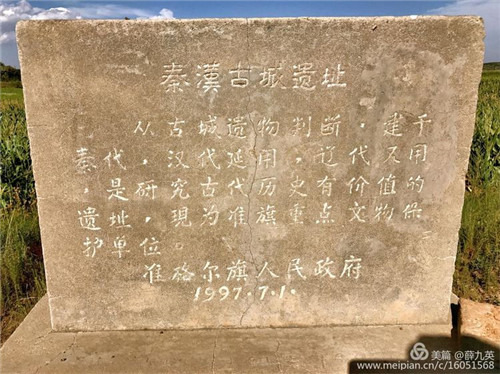 秦漢古城遗址
从古城遗物判断，建于
秦代，汉代延用，辽代及用
，是研究古代历史有价值的
遗址，现为准旗重点文物保
护单位。
准格尔旗人民政府
1997.7.1.
美篇 @薛九英
www.meipian.cn/c/16051568